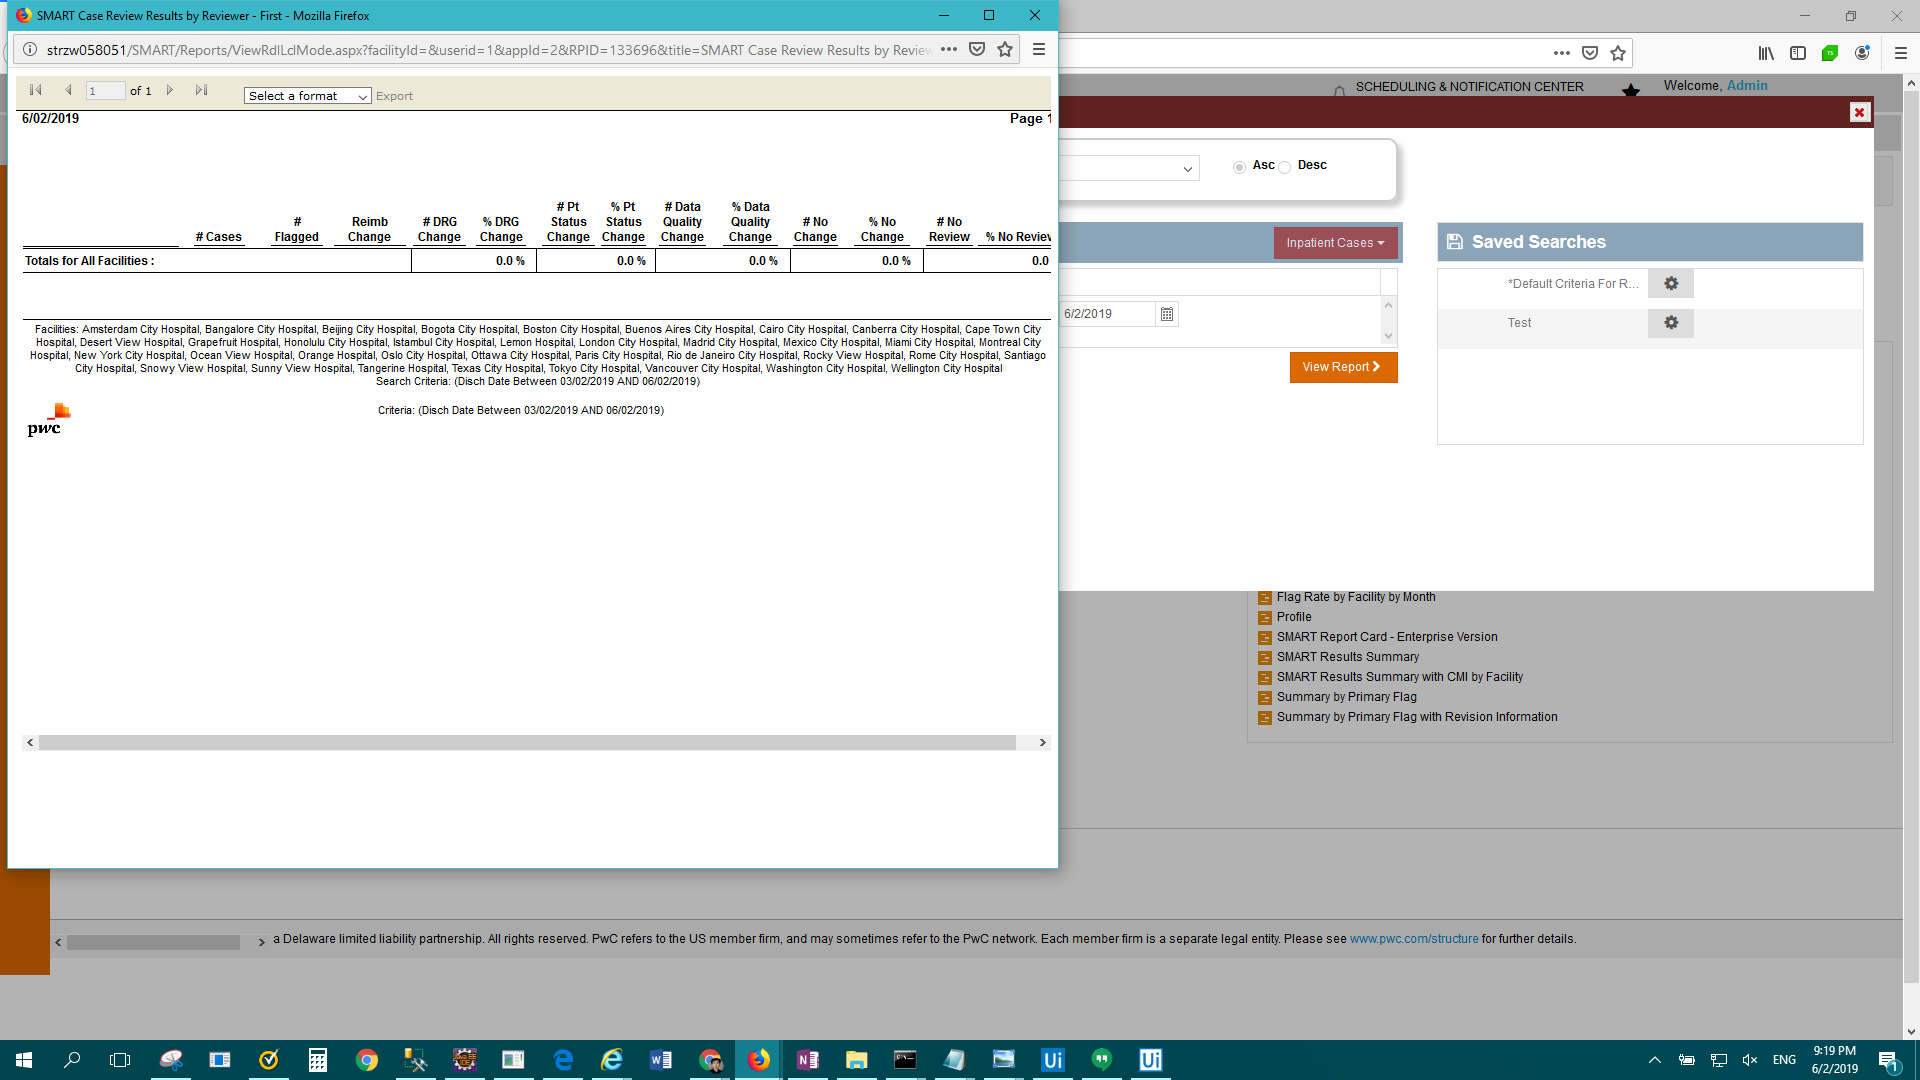 SMART Case Review Results by Reviewer - First - Mozilla Firefox
strzw058051/SMART/Reports/ViewRdlLclMode.aspx?facilityId=&userid=1&appId=2&RPID=133696&title=SMART Case Review Results by Review
1 of 1 Select a format Export
6/02/2019 Page 1
# Cases # Flagged Reimb Change # DRG Change % DRG Change # Pt Status Change % Pt Status Change # Data Quality Change % Data Quality Change # No Change % No Change # No Review % No Review
Totals for All Facilities : 0.0 % 0.0 % 0.0 % 0.0 % 0.0
Facilities: Amsterdam City Hospital, Bangalore City Hospital, Beijing City Hospital, Bogota City Hospital, Boston City Hospital, Buenos Aires City Hospital, Cairo City Hospital, Canberra City Hospital, Cape Town City
Hospital, Desert View Hospital, Grapefruit Hospital, Honolulu City Hospital, Istambul City Hospital, Lemon Hospital, London City Hospital, Madrid City Hospital, Mexico City Hospital, Miami City Hospital, Montreal City
Hospital, New York City Hospital, Ocean View Hospital, Orange Hospital, Oslo City Hospital, Ottawa City Hospital, Paris City Hospital, Rio de Janeiro City Hospital, Rocky View Hospital, Rome City Hospital, Santiago
City Hospital, Snowy View Hospital, Sunny View Hospital, Tangerine Hospital, Texas City Hospital, Tokyo City Hospital, Vancouver City Hospital, Washington City Hospital, Wellington City Hospital
Search Criteria: (Disch Date Between 03/02/2019 AND 06/02/2019)
Criteria: (Disch Date Between 03/02/2019 AND 06/02/2019)
pwc
SCHEDULING & NOTIFICATION CENTER
Welcome, Admin
Asc Desc
Inpatient Cases
6/2/2019
View Report
Saved Searches
*Default Criteria For R...
Test
Flag Rate by Facility by Month
Profile
SMART Report Card - Enterprise Version
SMART Results Summary
SMART Results Summary with CMI by Facility
Summary by Primary Flag
Summary by Primary Flag with Revision Information
a Delaware limited liability partnership. All rights reserved. PwC refers to the US member firm, and may sometimes refer to the PwC network. Each member firm is a separate legal entity. Please see www.pwc.com/structure for further details.
ENG
9:19 PM
6/2/2019
1